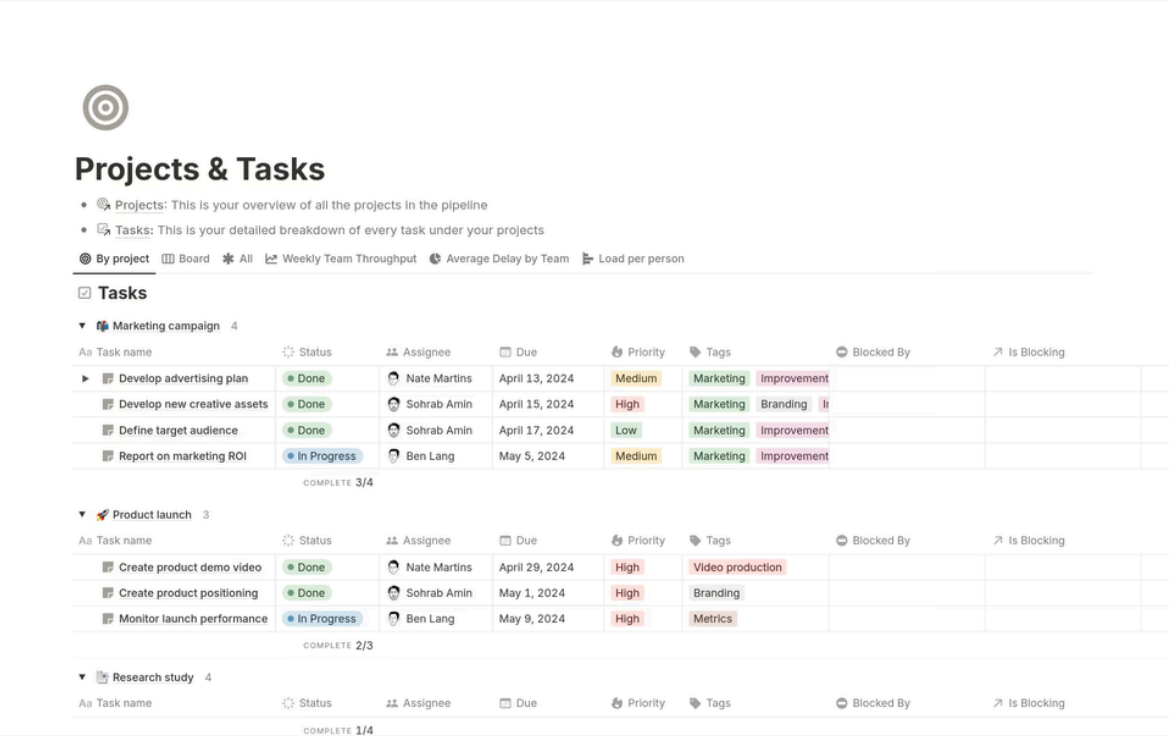 Projects & Tasks
Projects: This is your overview of all the projects in the pipeline
Tasks: This is your detailed breakdown of every task under your projects
By project Board All Weekly Team Throughput Average Delay by Team Load per person
Tasks
Marketing campaign 4
Aa Task name Status Assignee Due Priority Tags Blocked By Is Blocking
Develop advertising plan Done Nate Martins April 13, 2024 Medium Marketing Improvement
Develop new creative assets Done Sohrab Amin April 15, 2024 High Marketing Branding
Define target audience Done Sohrab Amin April 17, 2024 Low Marketing Improvement
Report on marketing ROI In Progress Ben Lang May 5, 2024 Medium Marketing Improvement
COMPLETE 3/4
Product launch 3
Aa Task name Status Assignee Due Priority Tags Blocked By Is Blocking
Create product demo video Done Nate Martins April 29, 2024 High Video production
Create product positioning Done Sohrab Amin May 1, 2024 High Branding
Monitor launch performance In Progress Ben Lang May 9, 2024 High Metrics
COMPLETE 2/3
Research study 4
Aa Task name Status Assignee Due Priority Tags Blocked By Is Blocking
COMPLETE 1/4